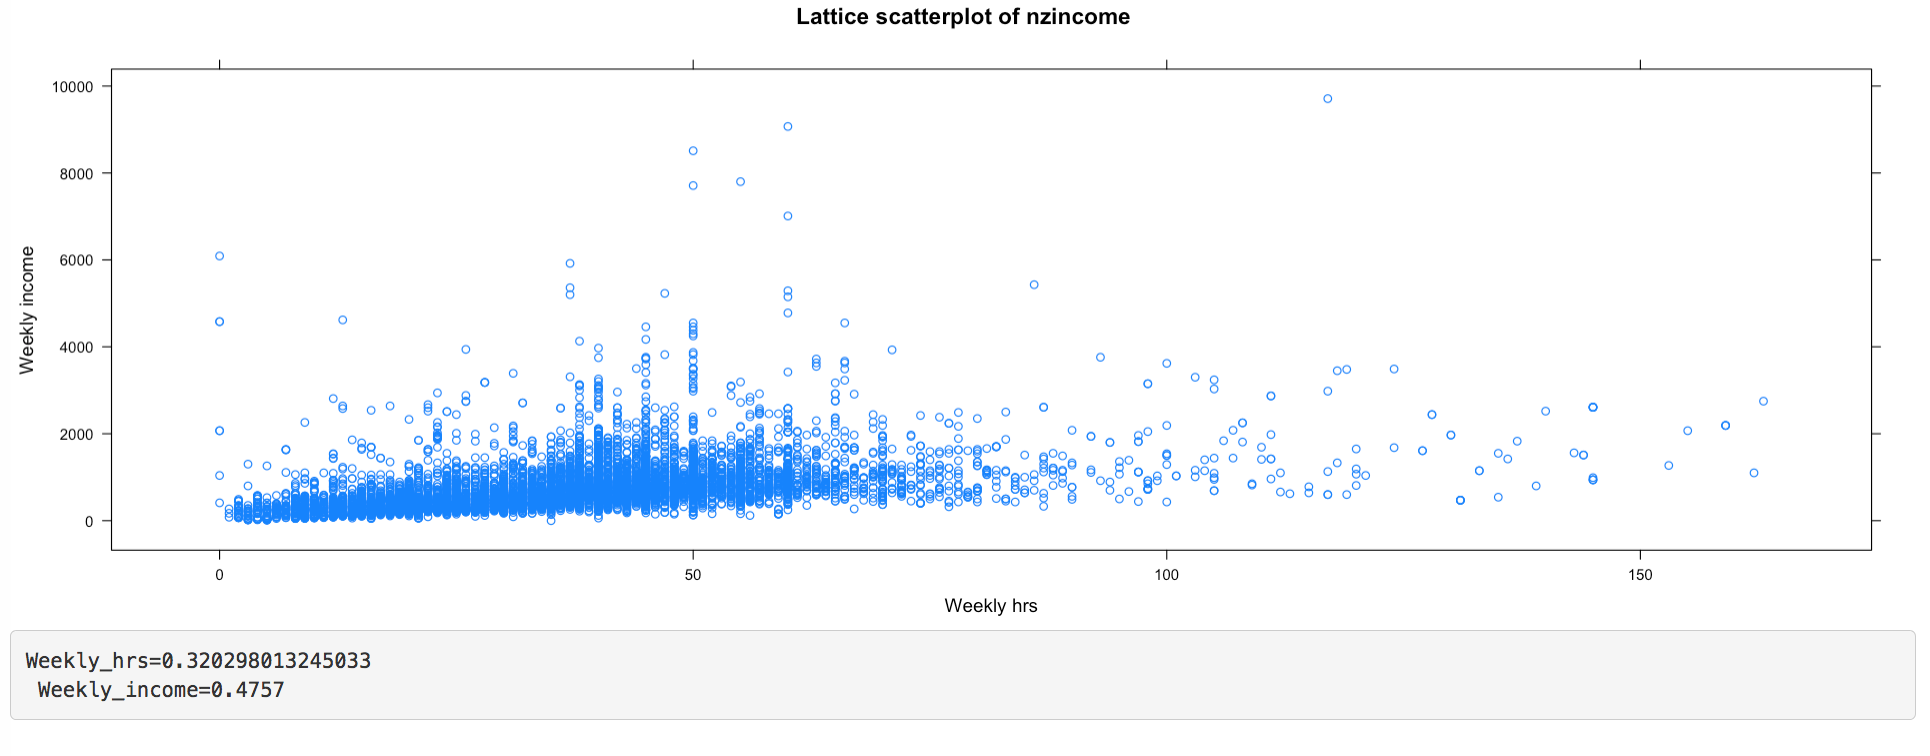 Lattice scatterplot of nzincome
10000
8000
6000
4000
2000
0
Weekly income
0 50 100 150
Weekly hrs
Weekly_hrs=0.320298013245033
Weekly_income=0.4757